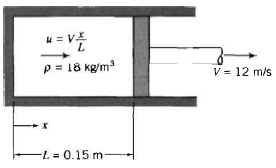 u = V x/L
ρ = 18 kg/m³
V = 12 m/s
x
L = 0.15 m